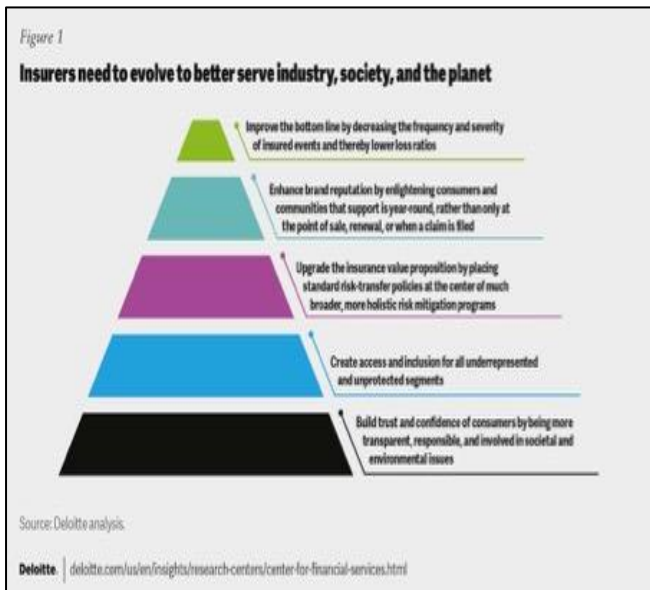 Figure 1
Insurers need to evolve to better serve industry, society, and the planet
Improve the bottom line by decreasing the frequency and severity
of insured events and thereby lower loss ratios
Enhance brand reputation by enlightening consumers and
communities that support is year-round, rather than only at
the point of sale, renewal, or when a claim is filed
Upgrade the insurance value proposition by placing
standard risk-transfer policies at the center of much
broader, more holistic risk mitigation programs
Create access and inclusion for all underrepresented
and unprotected segments
Build trust and confidence of consumers by being more
transparent, responsible, and involved in societal and
environmental issues
Source: Deloitte analysis.
Deloitte. | deloitte.com/us/en/insights/research-centers/center-for-financial-services.html